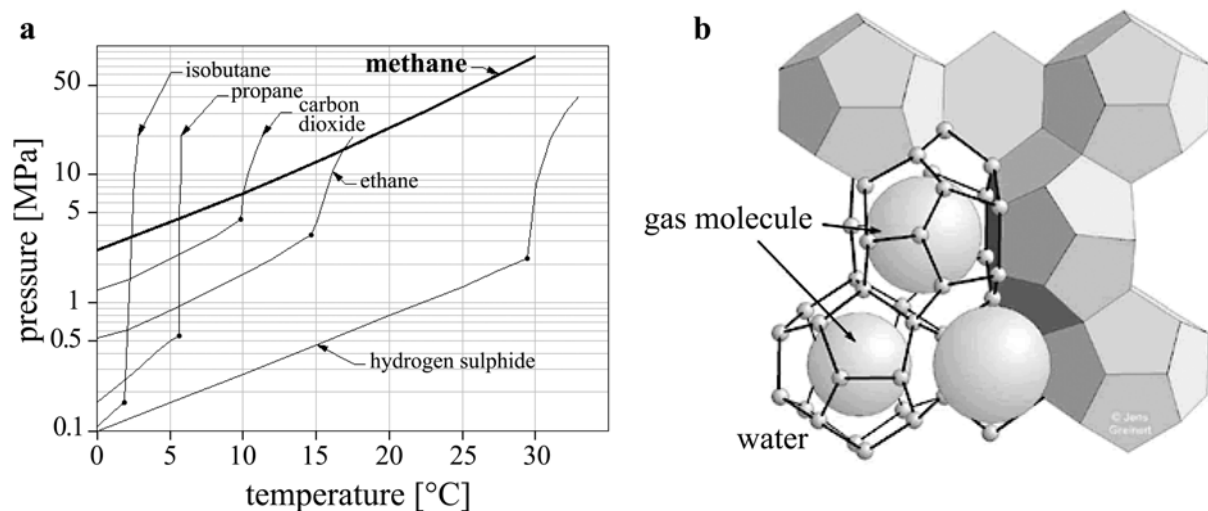 a
b
50
10
5
1
0.5
0.1
pressure [MPa]
isobutane
propane
carbon
dioxide
methane
ethane
hydrogen sulphide
0
5
10
15
20
25
30
temperature [°C]
gas molecule
water
© Jens
Greinert